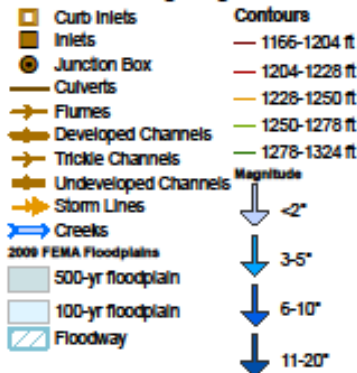 Curb Inlets
Inlets
Junction Box
Culverts
Flumes
Developed Channels
Trickle Channels
Undeveloped Channels
Storm Lines
Creeks
2009 FEMA Floodplains
500-yr floodplain
100-yr floodplain
Floodway
Contours
1166-1204 ft
1204-1228 ft
1228-1250 ft
1250-1278 ft
1278-1324 ft
Magnitude
<2"
3-5"
6-10"
11-20"